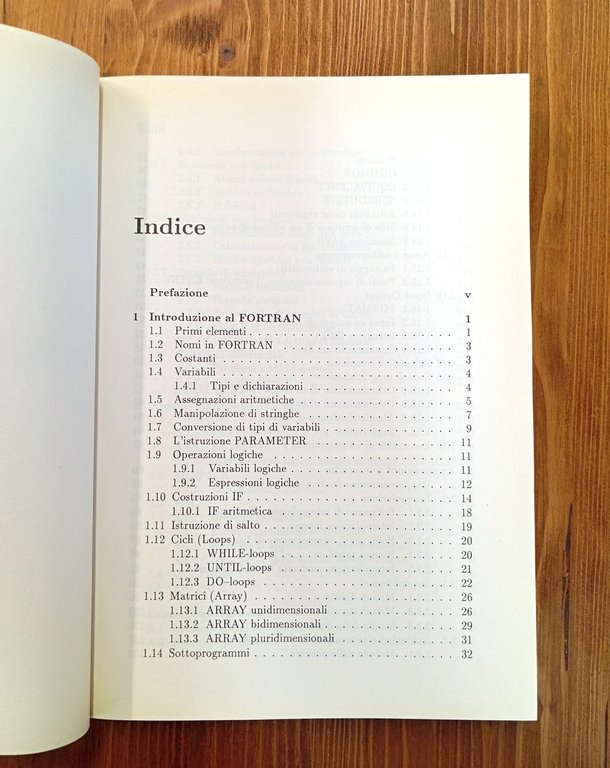 Indice
Prefazione v
1 Introduzione al FORTRAN 1
1.1 Primi elementi . . . . . . . . . . . . . . . . . . . . 1
1.2 Nomi in FORTRAN . . . . . . . . . . . . . . . . . . 3
1.3 Costanti . . . . . . . . . . . . . . . . . . . . . . . 3
1.4 Variabili . . . . . . . . . . . . . . . . . . . . . . . 4
1.4.1 Tipi e dichiarazioni . . . . . . . . . . . . . . . 4
1.5 Assegnazioni aritmetiche . . . . . . . . . . . . . . . 5
1.6 Manipolazione di stringhe . . . . . . . . . . . . . . 7
1.7 Conversione di tipi di variabili . . . . . . . . . . . . 9
1.8 L'istruzione PARAMETER . . . . . . . . . . . . . . 11
1.9 Operazioni logiche . . . . . . . . . . . . . . . . . . 11
1.9.1 Variabili logiche . . . . . . . . . . . . . . . . . 11
1.9.2 Espressioni logiche . . . . . . . . . . . . . . . . 12
1.10 Costruzioni IF . . . . . . . . . . . . . . . . . . . . 14
1.10.1 IF aritmetica . . . . . . . . . . . . . . . . . . 18
1.11 Istruzione di salto . . . . . . . . . . . . . . . . . . 19
1.12 Cicli (Loops) . . . . . . . . . . . . . . . . . . . . . 20
1.12.1 WHILE-loops . . . . . . . . . . . . . . . . . . 20
1.12.2 UNTIL-loops . . . . . . . . . . . . . . . . . . 21
1.12.3 DO–loops . . . . . . . . . . . . . . . . . . . . 22
1.13 Matrici (Array) . . . . . . . . . . . . . . . . . . . . 26
1.13.1 ARRAY unidimensionali . . . . . . . . . . . . . 26
1.13.2 ARRAY bidimensionali . . . . . . . . . . . . . 29
1.13.3 ARRAY pluridimensionali . . . . . . . . . . . . 31
1.14 Sottoprogrammi . . . . . . . . . . . . . . . . . . . 32